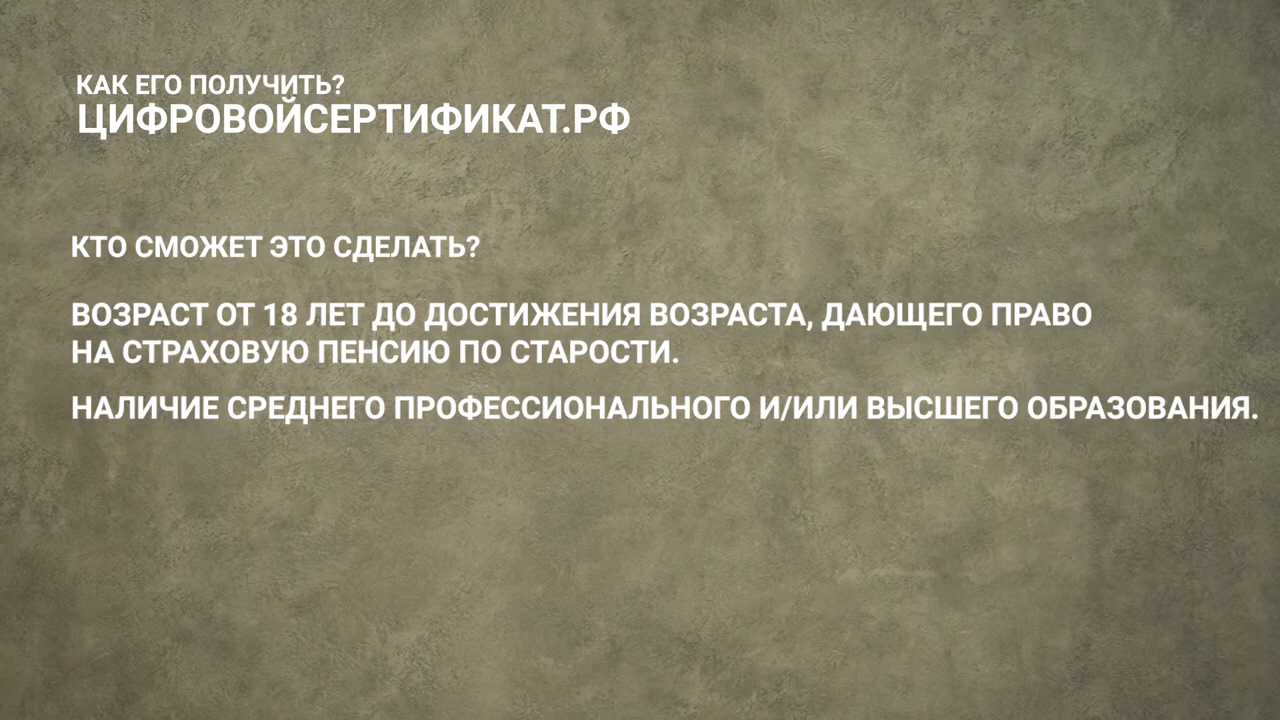 КАК ЕГО ПОЛУЧИТЬ?
ЦИФРОВОЙСЕРТИФИКАТ.РФ
КТО СМОЖЕТ ЭТО СДЕЛАТЬ?
ВОЗРАСТ ОТ 18 ЛЕТ ДО ДОСТИЖЕНИЯ ВОЗРАСТА, ДАЮЩЕГО ПРАВО
НА СТРАХОВУЮ ПЕНСИЮ ПО СТАРОСТИ.
НАЛИЧИЕ СРЕДНЕГО ПРОФЕССИОНАЛЬНОГО И/ИЛИ ВЫСШЕГО ОБРАЗОВАНИЯ.